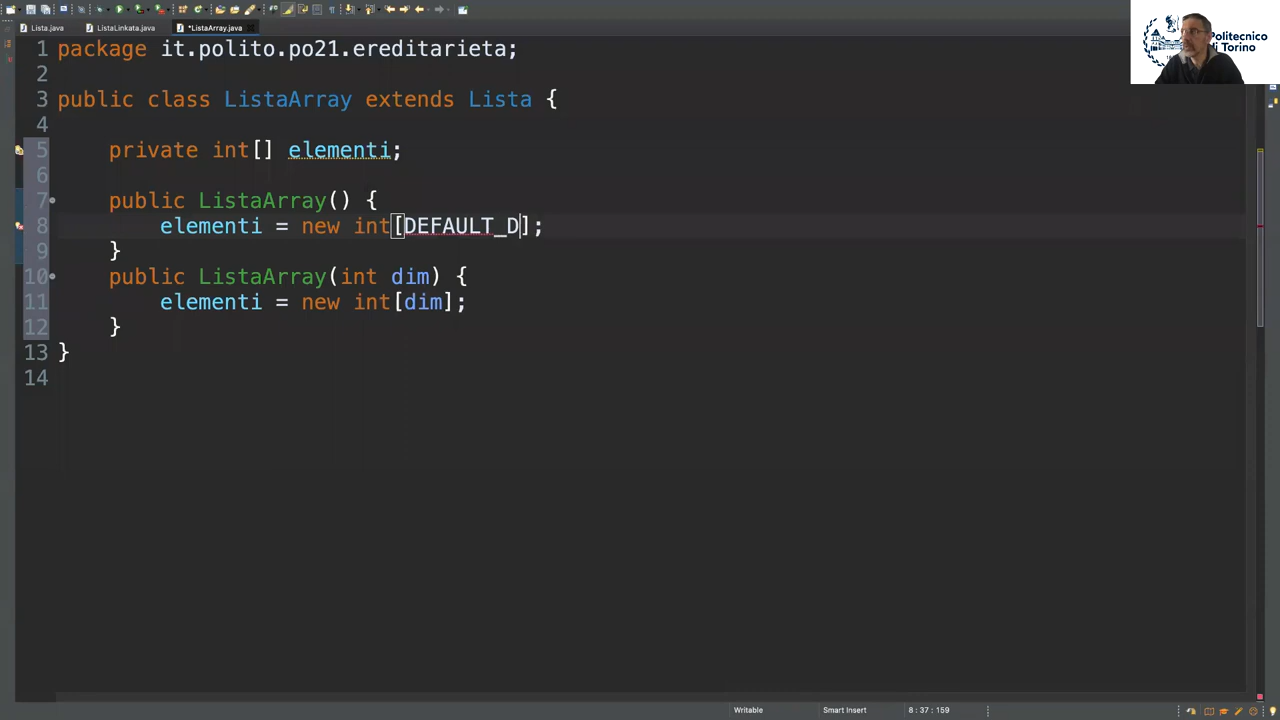 Lista.java
ListaLinkata.java
*ListaArray.java
Politecnico
di Torino
1 package it.polito.po21.ereditarieta;
2
3 public class ListaArray extends Lista {
4
5 private int[] elementi;
6
7 public ListaArray() {
8 elementi = new int[DEFAULT_D];
9 }
10 public ListaArray(int dim) {
11 elementi = new int[dim];
12 }
13 }
14
Writable
Smart Insert
8 : 37 : 159